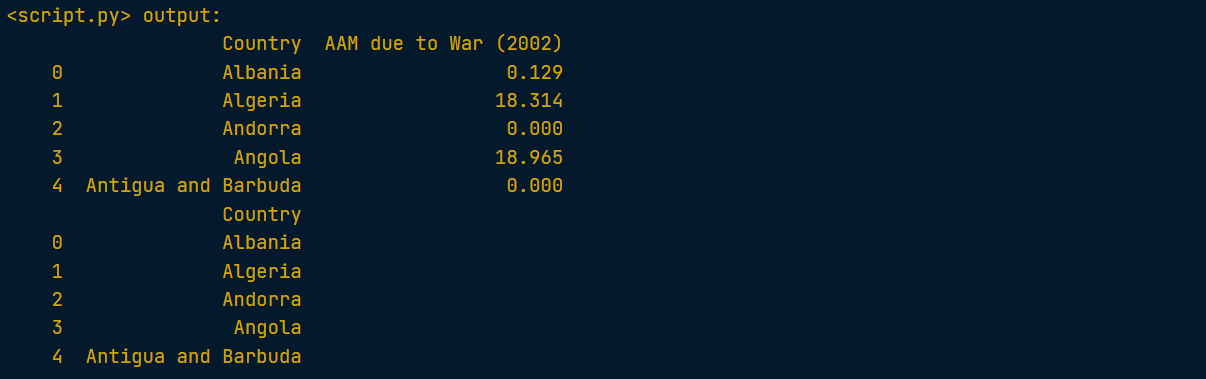 <script.py> output:
Country  AAM due to War (2002)
0  Albania  0.129
1  Algeria  18.314
2  Andorra  0.000
3  Angola  18.965
4  Antigua and Barbuda  0.000
Country
0  Albania
1  Algeria
2  Andorra
3  Angola
4  Antigua and Barbuda